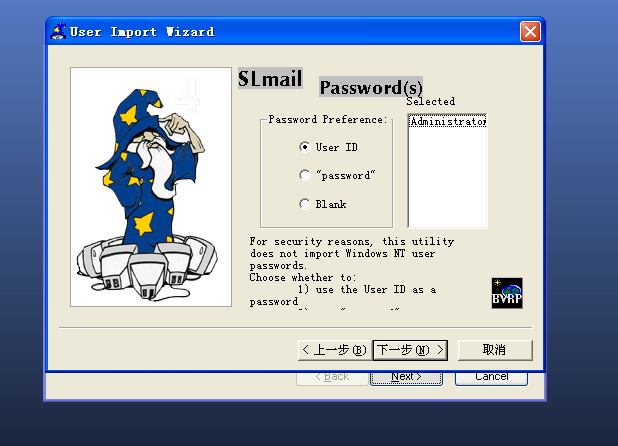 User Import Wizard
4
SLmail
Password(s)
Selected
Password Preference:
Administrator
User ID
"password"
Blank
For security reasons, this utility
does not import Windows NT user
passwords.
Choose whether to:
1) use the User ID as a
password
BVRP
< 上一步(B)
下一步(N) >
取消
< Back
Next >
Cancel